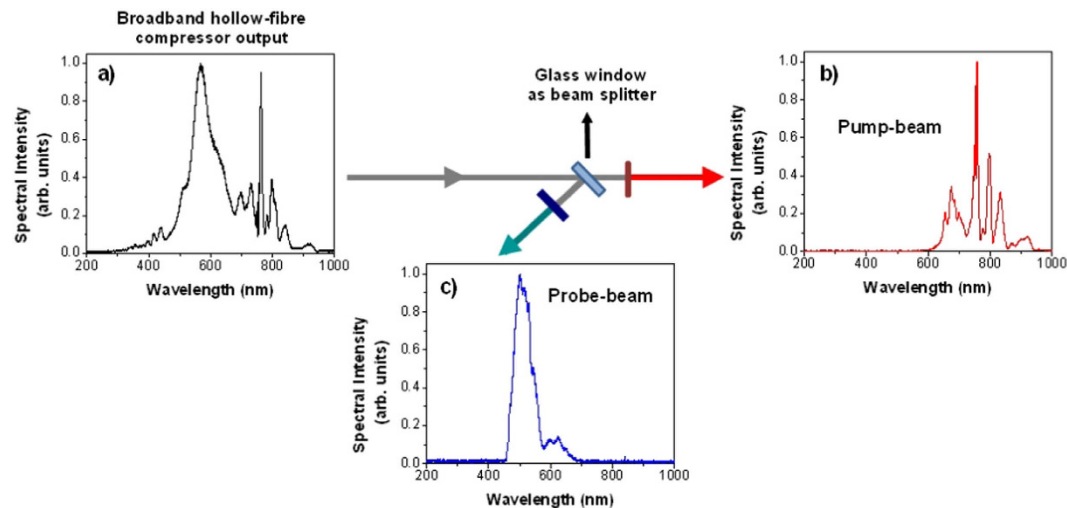 Broadband hollow-fibre
compressor output
a)
Spectral Intensity
(arb. units)
1.0
0.8
0.6
0.4
0.2
0.0
200 400 600 800 1000
Wavelength (nm)
Glass window
as beam splitter
b)
Pump-beam
Spectral Intensity
(arb. units)
1.0
0.8
0.6
0.4
0.2
0.0
200 400 600 800 1000
Wavelength (nm)
c)
Probe-beam
Spectral Intensity
(arb. units)
1.0
0.8
0.6
0.4
0.2
0.0
200 400 600 800 1000
Wavelength (nm)